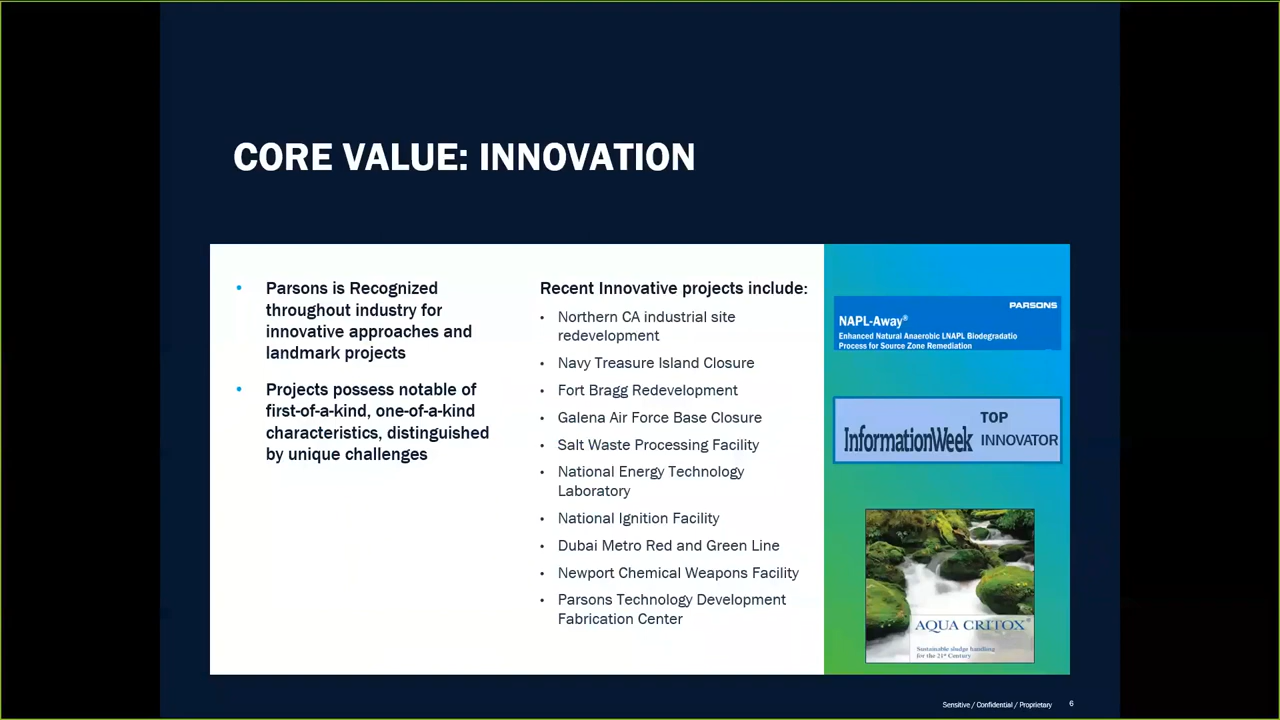 CORE VALUE: INNOVATION
• Parsons is Recognized
throughout industry for
innovative approaches and
landmark projects
• Projects possess notable of
first-of-a-kind, one-of-a-kind
characteristics, distinguished
by unique challenges
Recent Innovative projects include:
• Northern CA industrial site
redevelopment
• Navy Treasure Island Closure
• Fort Bragg Redevelopment
• Galena Air Force Base Closure
• Salt Waste Processing Facility
• National Energy Technology
Laboratory
• National Ignition Facility
• Dubai Metro Red and Green Line
• Newport Chemical Weapons Facility
• Parsons Technology Development
Fabrication Center
PARSONS
NAPL-Away®
Enhanced Natural Anaerobic LNAPL Biodegradatio
Process for Source Zone Remediation
InformationWeek TOP
INNOVATOR
AQUA CRITOX®
Sustainable sludge handling
for the 21st Century
Sensitive / Confidential / Proprietary 6